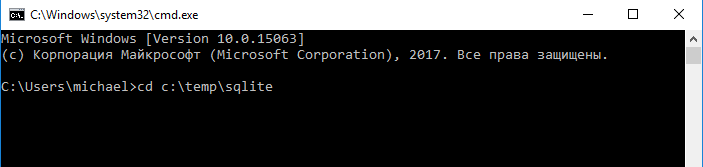 C:\Windows\system32\cmd.exe
Microsoft Windows [Version 10.0.15063]
(c) Корпорация Майкрософт (Microsoft Corporation), 2017. Все права защищены.
C:\Users\michael>cd c:\temp\sqlite